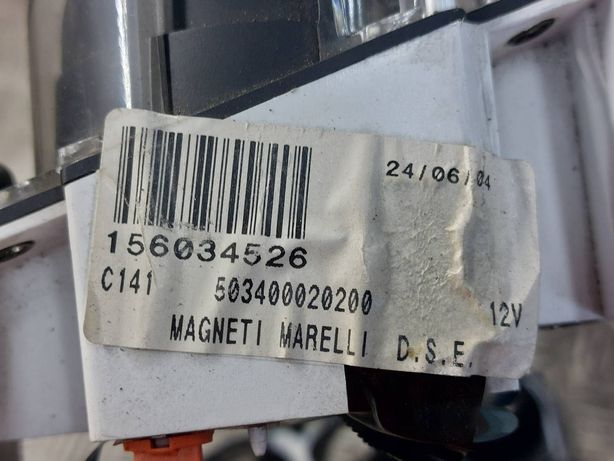 24/06/04
156034526
C141 503400020200 12V
MAGNETI MARELLI D.S.E.